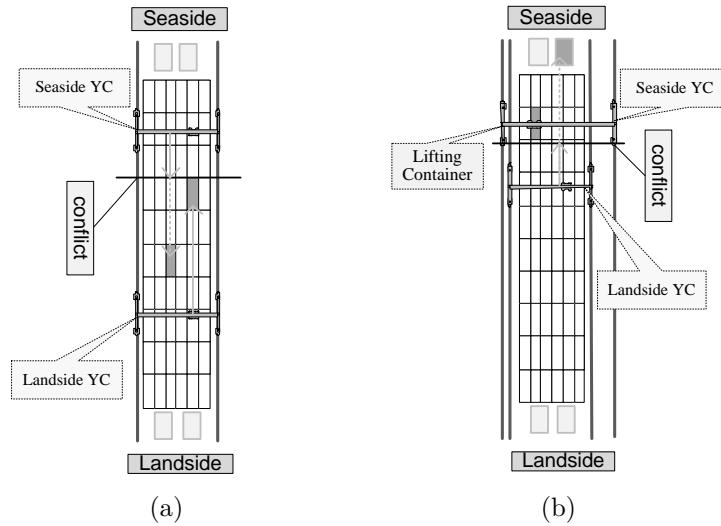 Seaside
Seaside YC
conflict
Landside YC
Landside
(a)
Seaside
Seaside YC
Lifting
Container
conflict
Landside YC
Landside
(b)